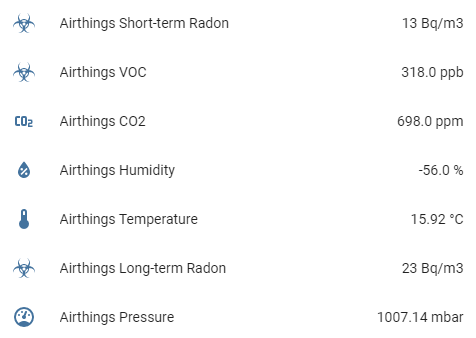 Airthings Short-term Radon 13 Bq/m3
Airthings VOC 318.0 ppb
CO2 Airthings CO2 698.0 ppm
Airthings Humidity -56.0 %
Airthings Temperature 15.92 °C
Airthings Long-term Radon 23 Bq/m3
Airthings Pressure 1007.14 mbar